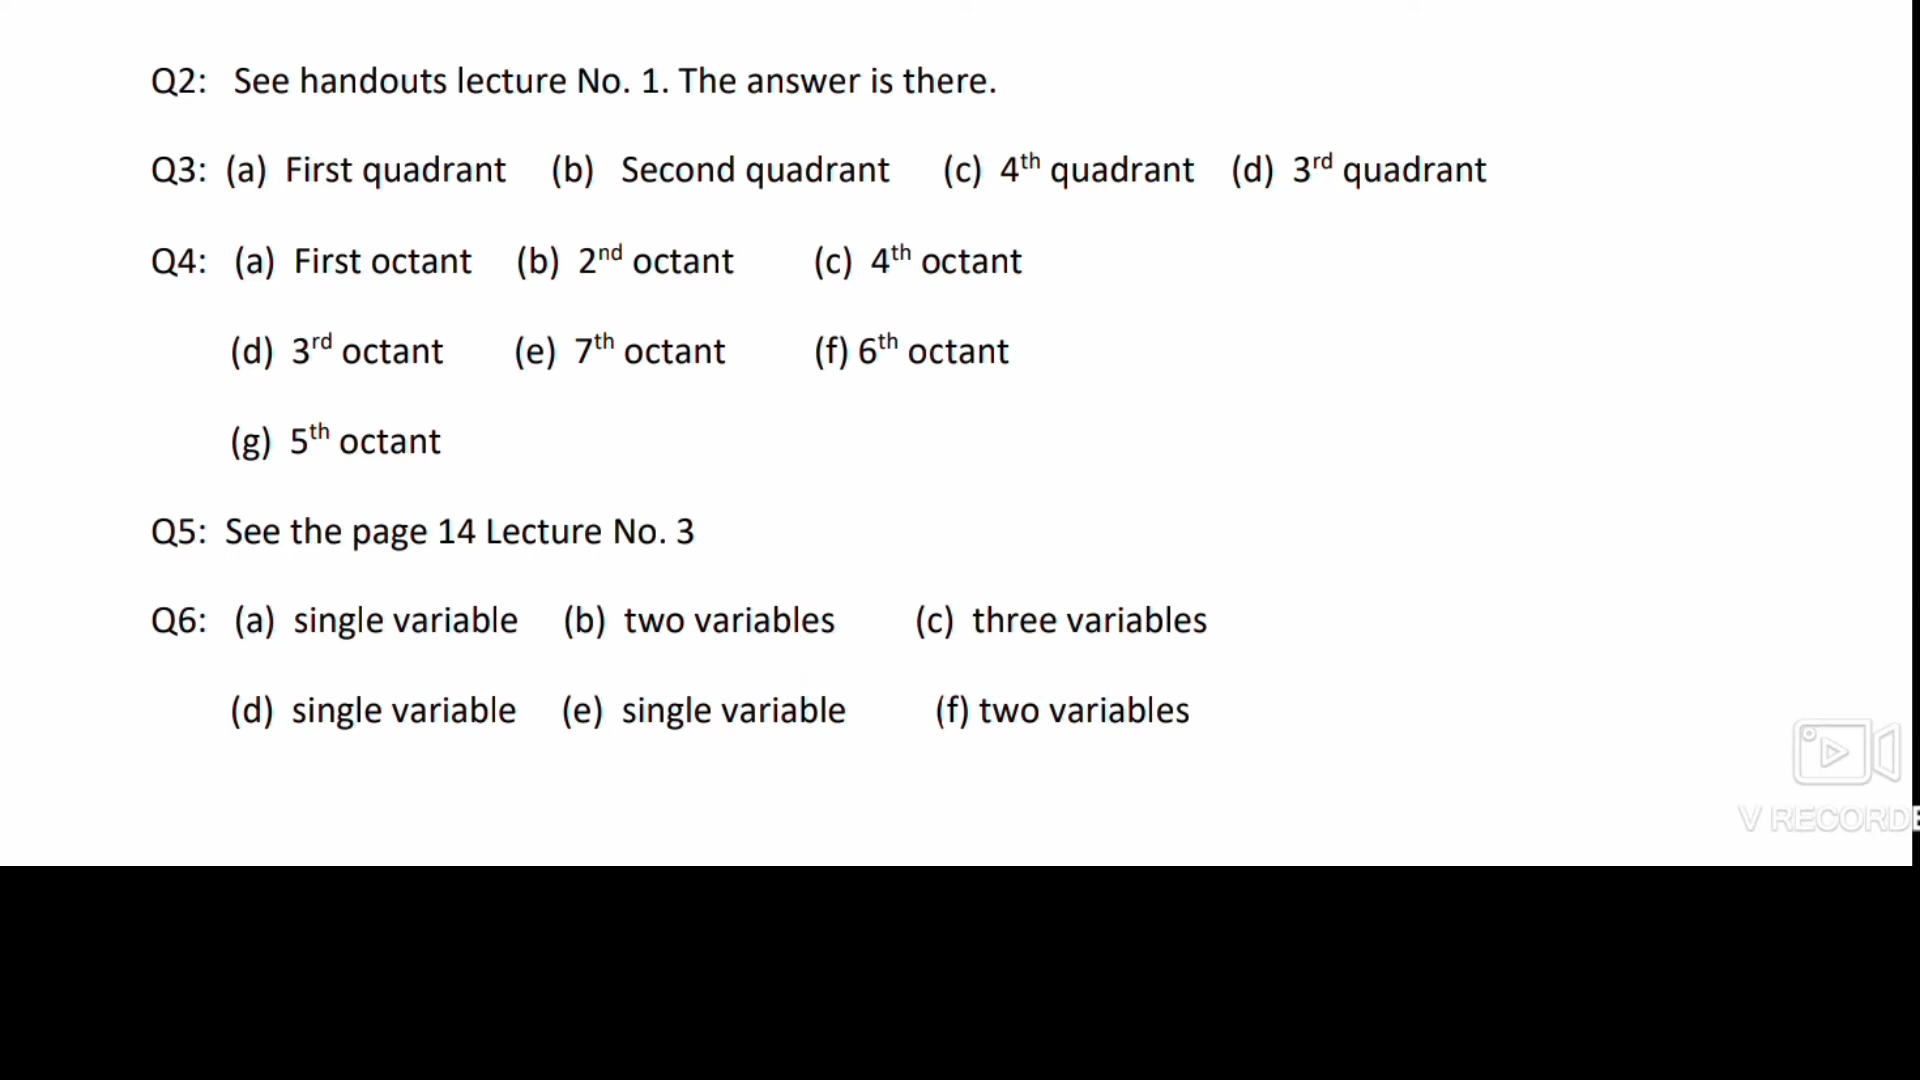 Q2: See handouts lecture No. 1. The answer is there.
Q3: (a) First quadrant (b) Second quadrant (c) 4th quadrant (d) 3rd quadrant
Q4: (a) First octant (b) 2nd octant (c) 4th octant
(d) 3rd octant (e) 7th octant (f) 6th octant
(g) 5th octant
Q5: See the page 14 Lecture No. 3
Q6: (a) single variable (b) two variables (c) three variables
(d) single variable (e) single variable (f) two variables
V RECORDE